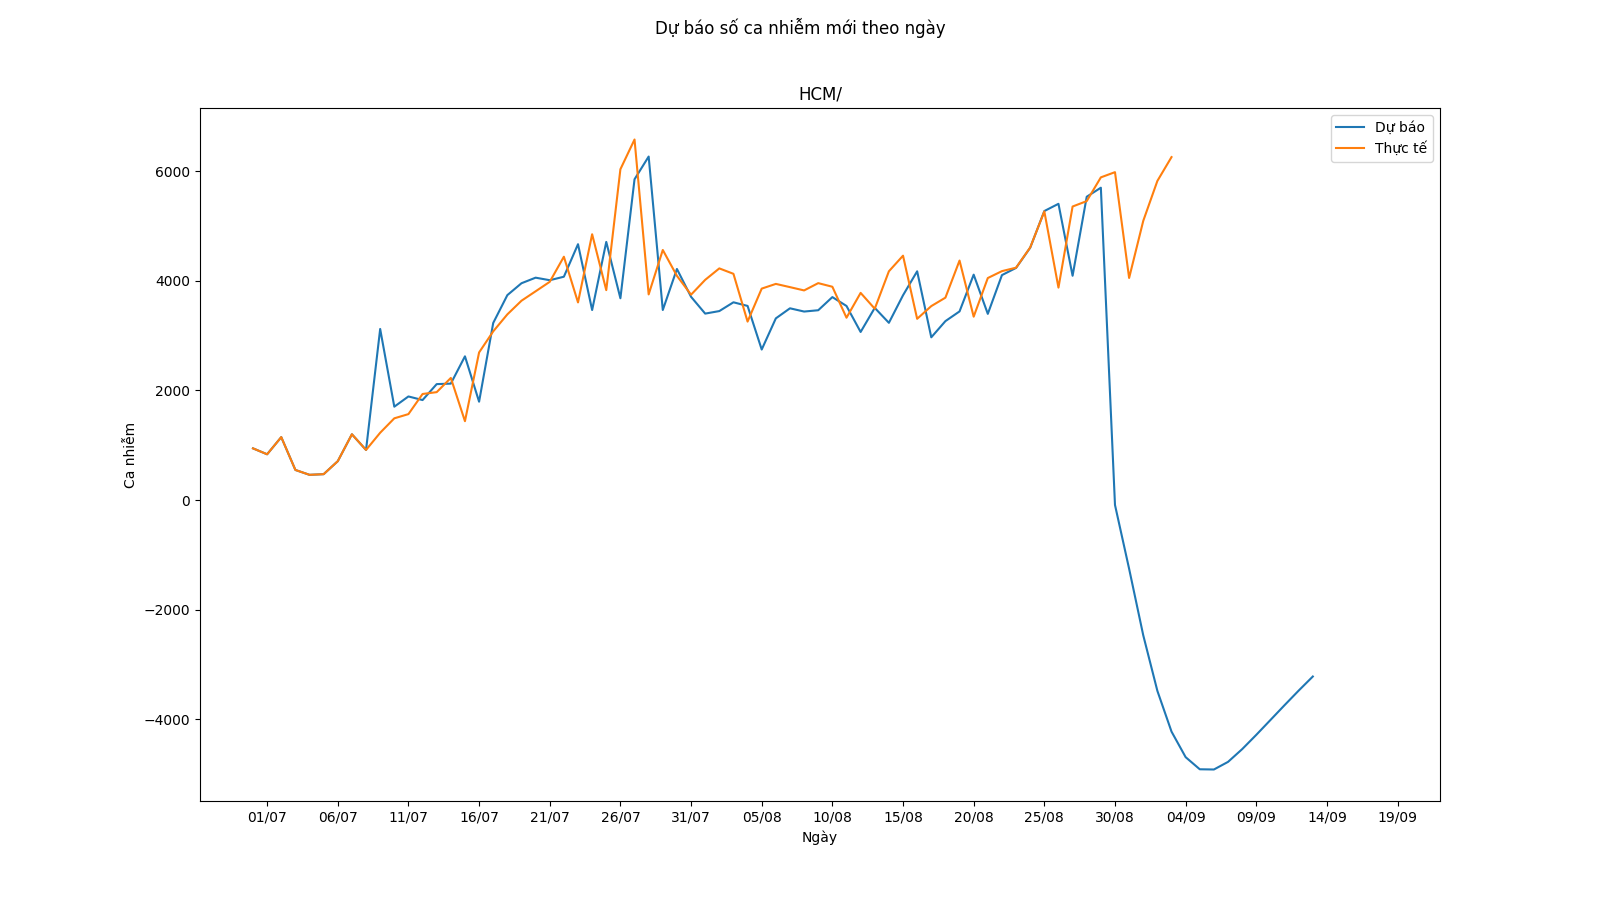 Dự báo số ca nhiễm mới theo ngày
HCM/
Dự báo
Thực tế
6000
4000
2000
0
−2000
−4000
Ca nhiễm
01/07 06/07 11/07 16/07 21/07 26/07 31/07 05/08 10/08 15/08 20/08 25/08 30/08 04/09 09/09 14/09 19/09
Ngày